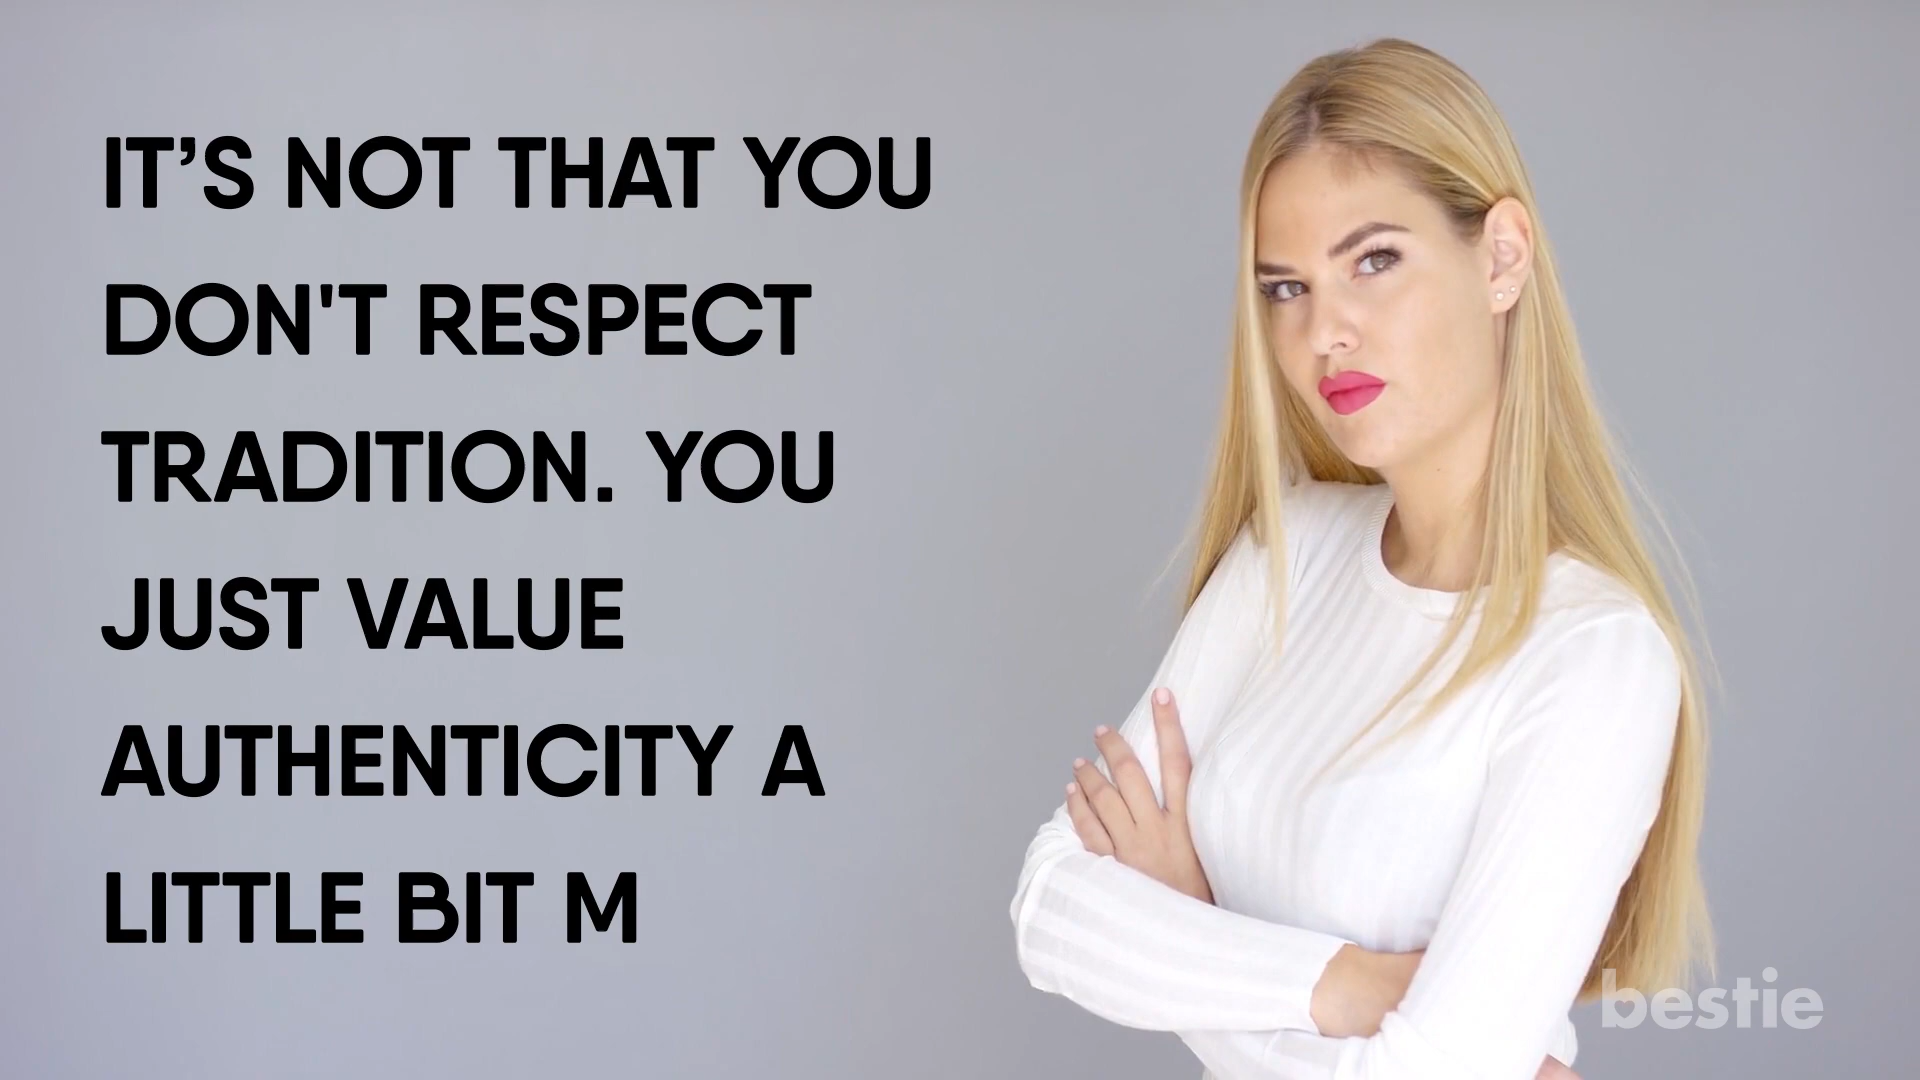 IT’S NOT THAT YOU
DON'T RESPECT
TRADITION. YOU
JUST VALUE
AUTHENTICITY A
LITTLE BIT M
bestie